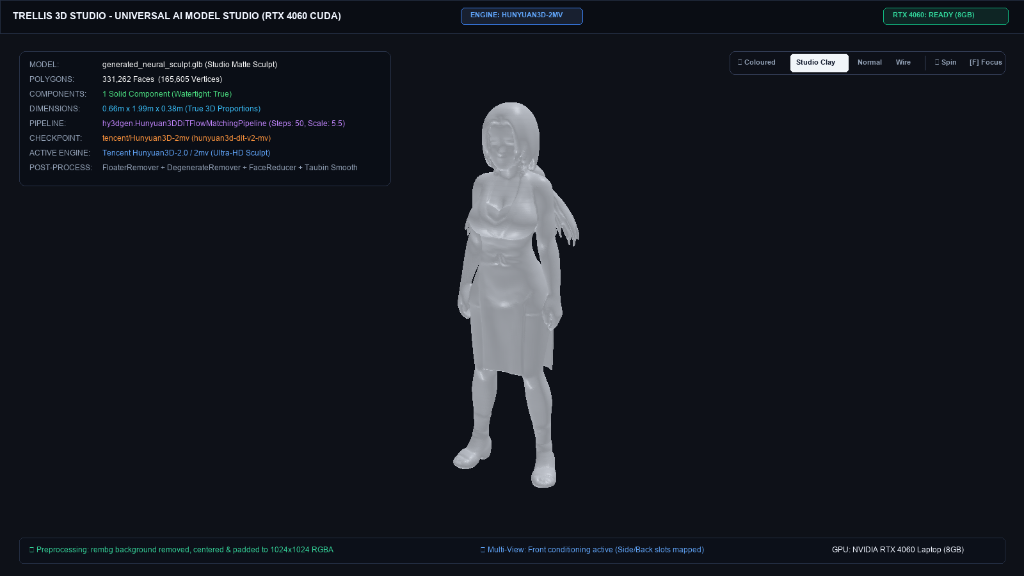 TRELLIS 3D STUDIO - UNIVERSAL AI MODEL STUDIO (RTX 4060 CUDA)
ENGINE: HUNYUAN3D-2MV
RTX 4060: READY (8GB)
MODEL: generated_neural_sculpt.glb (Studio Matte Sculpt)
POLYGONS: 331,262 Faces (165,605 Vertices)
COMPONENTS: 1 Solid Component (Watertight: True)
DIMENSIONS: 0.66m x 1.99m x 0.38m (True 3D Proportions)
PIPELINE: hy3dgen.Hunyuan3DDiTFlowMatchingPipeline (Steps: 50, Scale: 5.5)
CHECKPOINT: tencent/Hunyuan3D-2mv (hunyuan3d-dit-v2-mv)
ACTIVE ENGINE: Tencent Hunyuan3D-2.0 / 2mv (Ultra-HD Sculpt)
POST-PROCESS: FloaterRemover + DegenerateRemover + FaceReducer + Taubin Smooth
Coloured Studio Clay Normal Wire Spin [F] Focus
Preprocessing: rembg background removed, centered & padded to 1024x1024 RGBA
Multi-View: Front conditioning active (Side/Back slots mapped)
GPU: NVIDIA RTX 4060 Laptop (8GB)